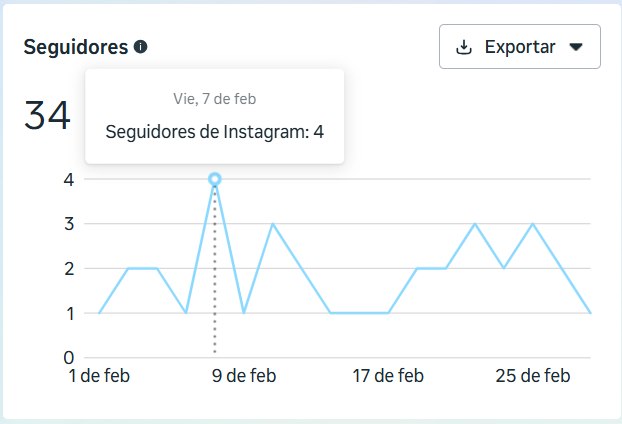 Seguidores
Exportar
34
Vie, 7 de feb
Seguidores de Instagram: 4
4
3
2
1
0
1 de feb 9 de feb 17 de feb 25 de feb